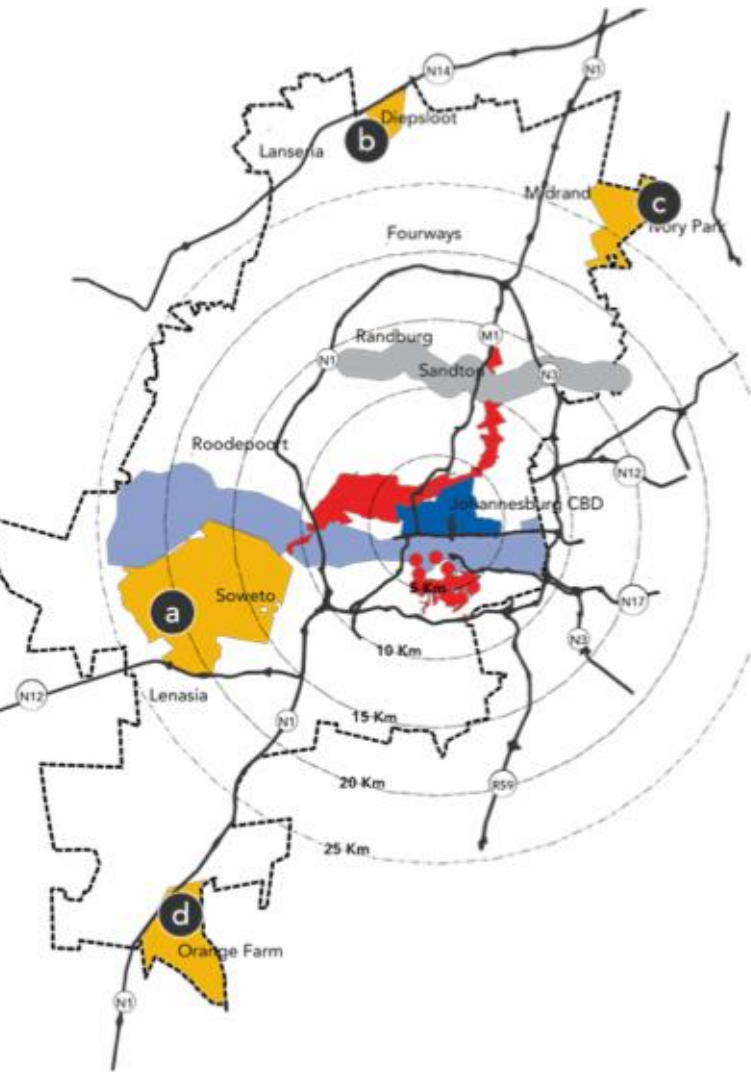 N14
N1
Diepsloot
b
Lanseria
Midrand
c
Ivory Park
Fourways
Randburg
M1
N1
Sandton
N3
Roodepoort
N12
Johannesburg CBD
Soweto
5 Km
a
N17
10 Km
N3
N12
Lenasia
15 Km
N1
20 Km
R59
25 Km
d
Orange Farm
N1